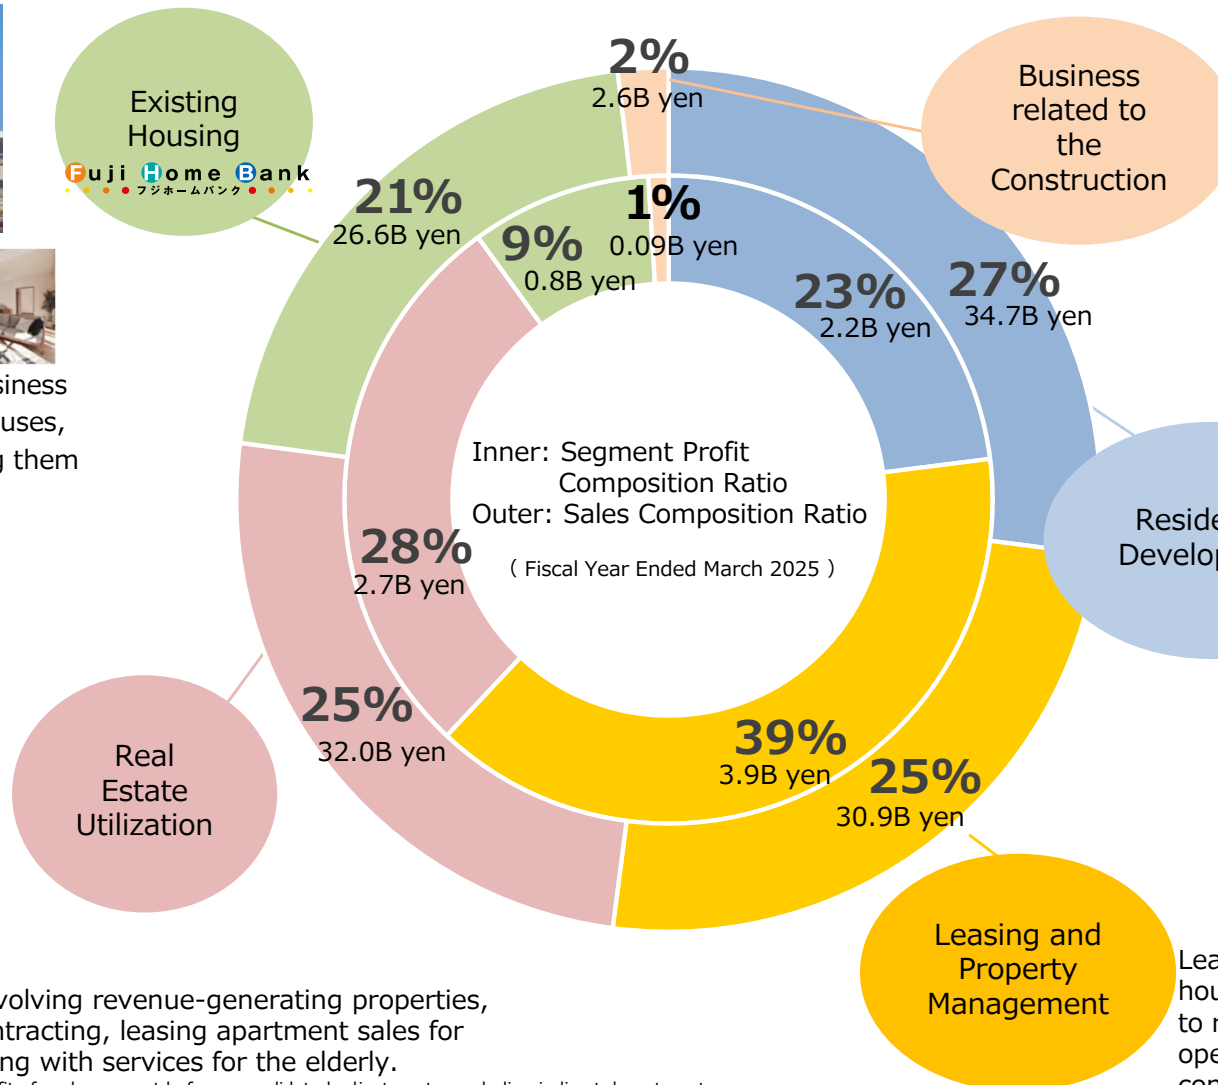 Existing
Housing
Fuji Home Bank
フジホームバンク
2%
2.6B yen
Business
related to
the
Construction
21%
26.6B yen
9%
0.8B yen
1%
0.09B yen
23%
2.2B yen
27%
34.7B yen
siness
uses,
g them
Inner: Segment Profit
Composition Ratio
Outer: Sales Composition Ratio
( Fiscal Year Ended March 2025 )
Reside
Develop
28%
2.7B yen
25%
32.0B yen
39%
3.9B yen
25%
30.9B yen
Real
Estate
Utilization
Leasing and
Property
Management
volving revenue-generating properties,
ntracting, leasing apartment sales for
ng with services for the elderly.
Lea
hou
to r
ope